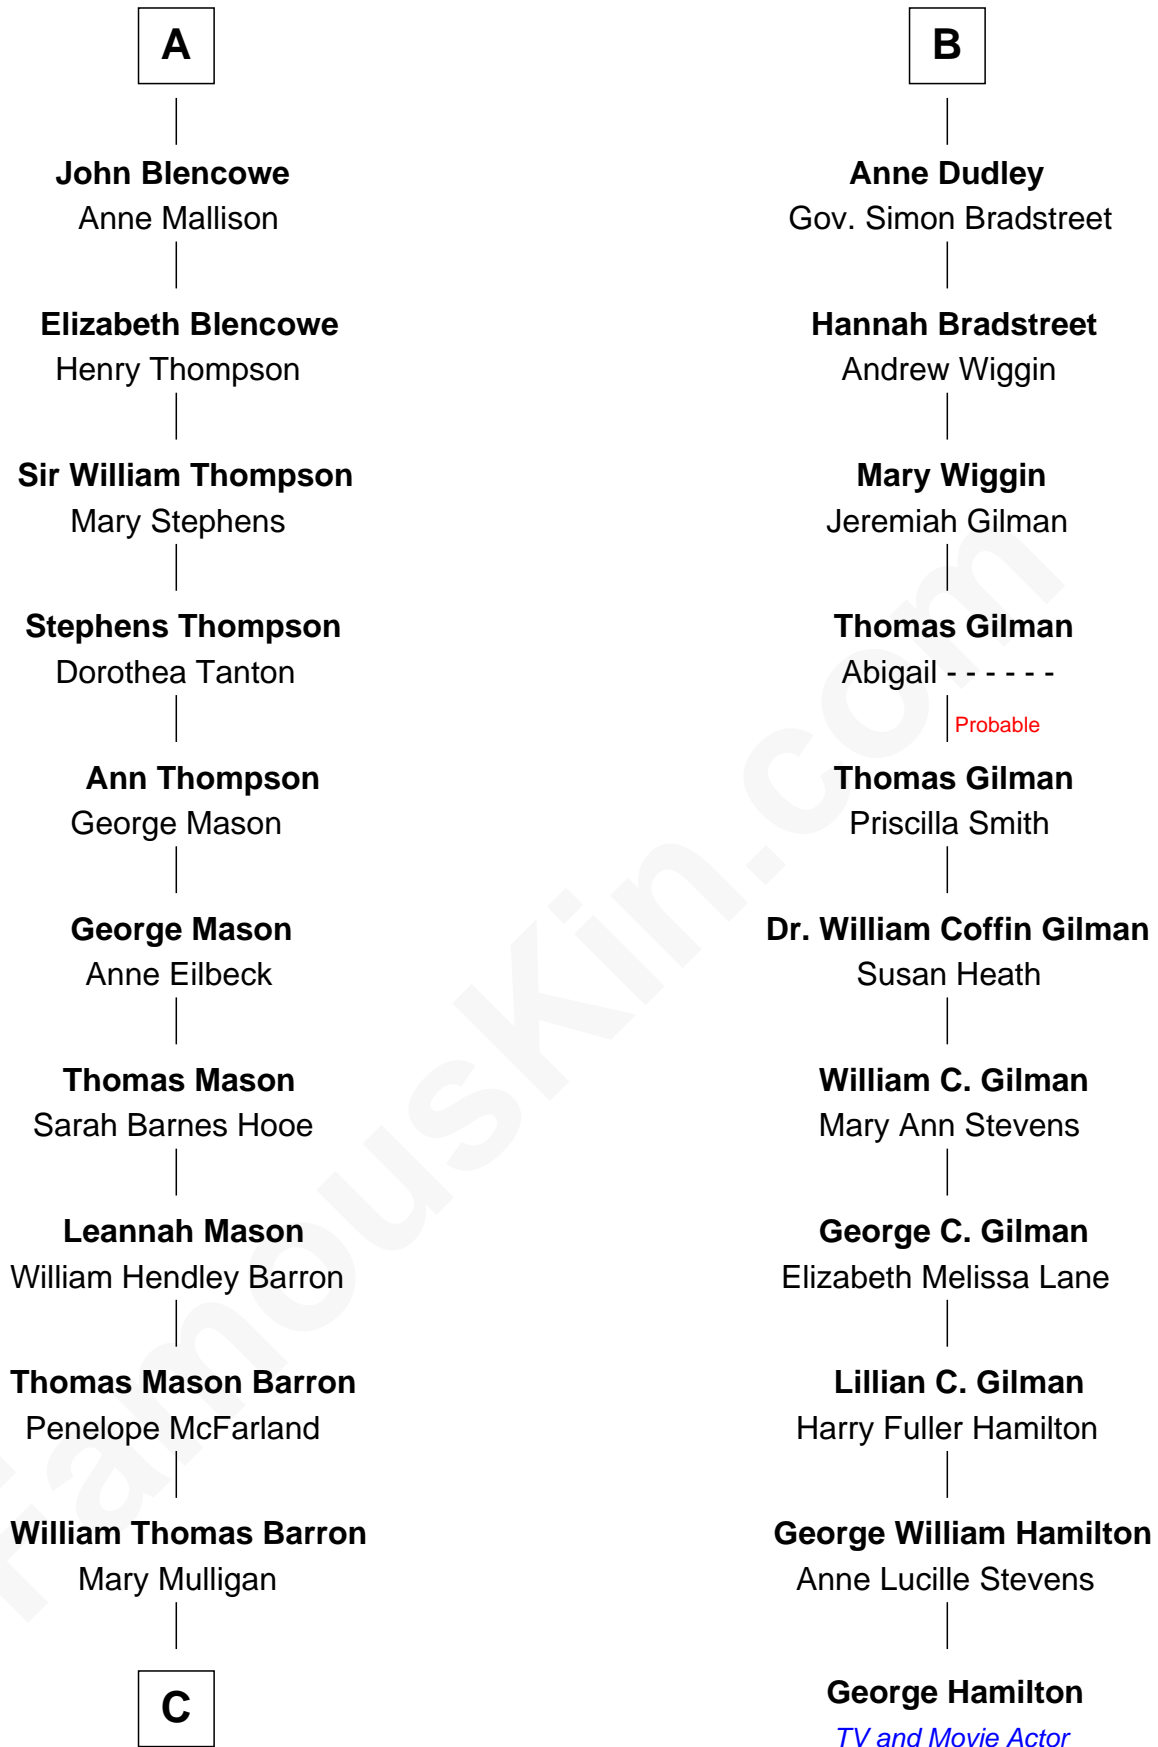 A
John Blencowe
Anne Mallison
Elizabeth Blencowe
Henry Thompson
Sir William Thompson
Mary Stephens
Stephens Thompson
Dorothea Tanton
Ann Thompson
George Mason
George Mason
Anne Eilbeck
Thomas Mason
Sarah Barnes Hooe
Leannah Mason
William Hendley Barron
Thomas Mason Barron
Penelope McFarland
William Thomas Barron
Mary Mulligan
C
B
Anne Dudley
Gov. Simon Bradstreet
Hannah Bradstreet
Andrew Wiggin
Mary Wiggin
Jeremiah Gilman
Thomas Gilman
Abigail - - - - - -
Probable
Thomas Gilman
Priscilla Smith
Dr. William Coffin Gilman
Susan Heath
William C. Gilman
Mary Ann Stevens
George C. Gilman
Elizabeth Melissa Lane
Lillian C. Gilman
Harry Fuller Hamilton
George William Hamilton
Anne Lucille Stevens
George Hamilton
TV and Movie Actor
FamousKin.com